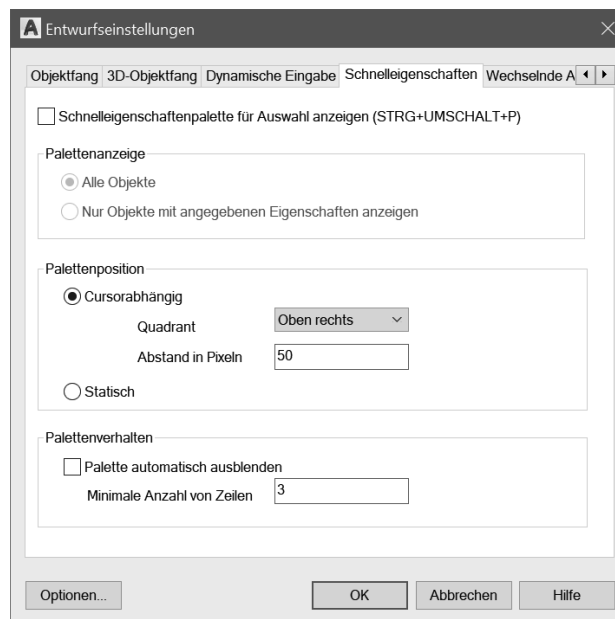 A Entwurfseinstellungen
Objektfang 3D-Objektfang Dynamische Eingabe Schnelleigenschaften Wechselnde A
Schnelleigenschaftenpalette für Auswahl anzeigen (STRG+UMSCHALT+P)
Palettenanzeige
Alle Objekte
Nur Objekte mit angegebenen Eigenschaften anzeigen
Palettenposition
Cursorabhängig
Quadrant Oben rechts
Abstand in Pixeln 50
Statisch
Palettenverhalten
Palette automatisch ausblenden
Minimale Anzahl von Zeilen 3
Optionen... OK Abbrechen Hilfe